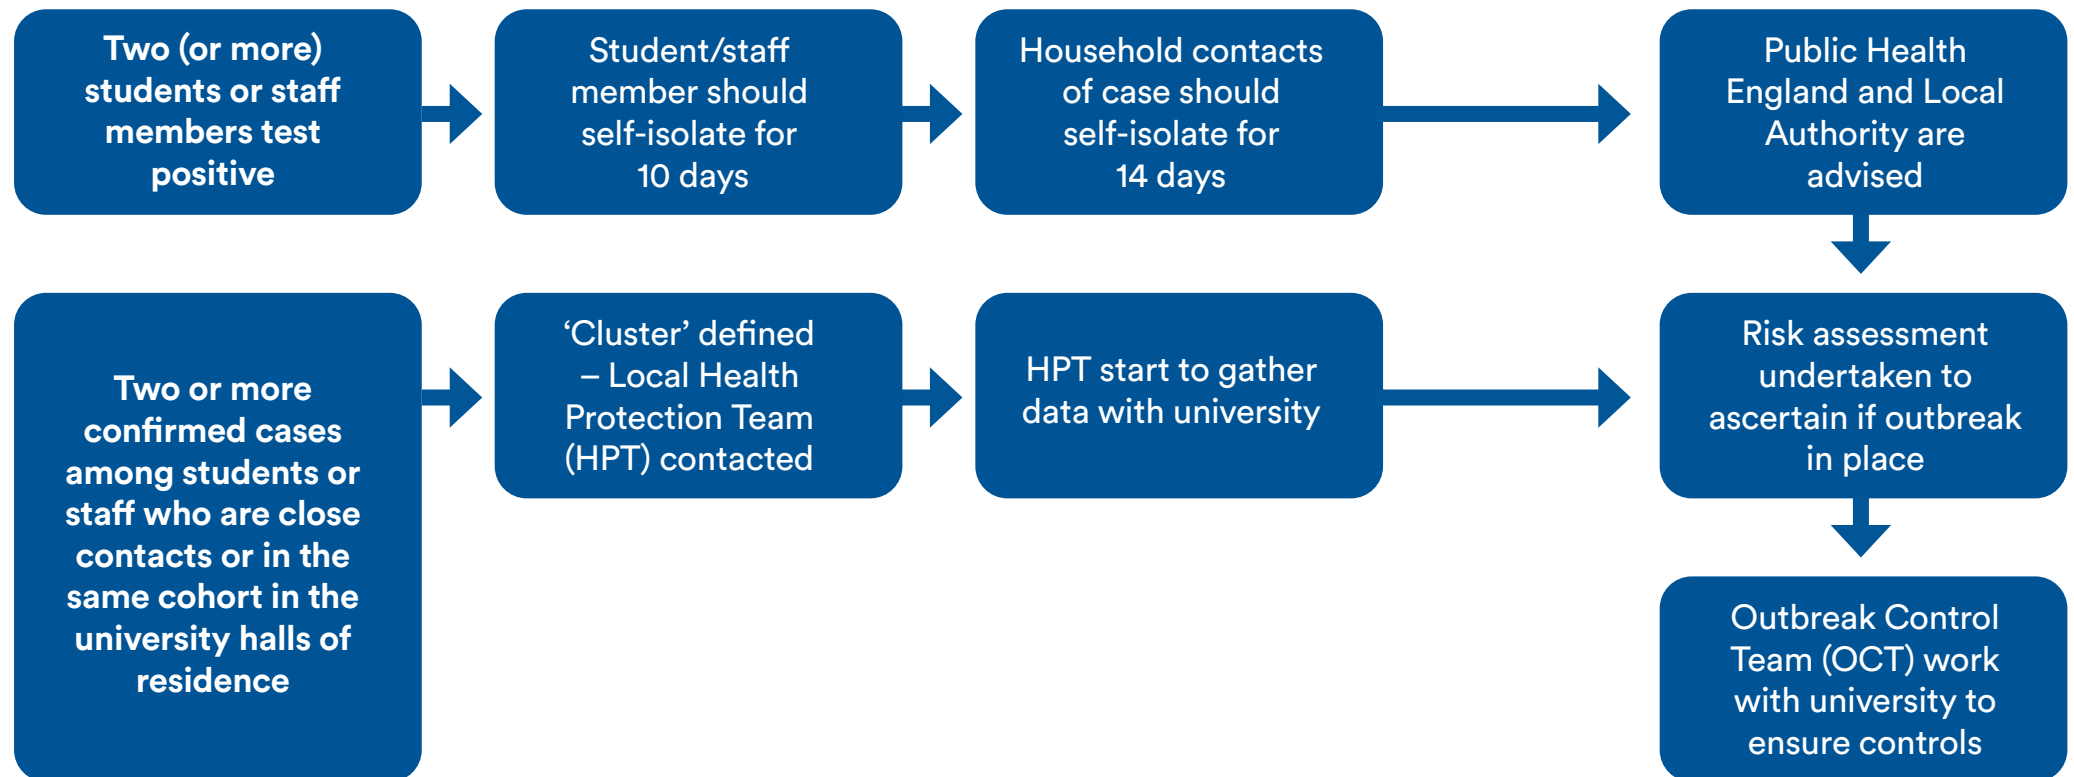 Two (or more)
students or staff
members test
positive
Student/staff
member should
self-isolate for
10 days
Household contacts
of case should
self-isolate for
14 days
Public Health
England and Local
Authority are
advised
Two or more
confirmed cases
among students or
staff who are close
contacts or in the
same cohort in the
university halls of
residence
‘Cluster’ defined
– Local Health
Protection Team
(HPT) contacted
HPT start to gather
data with university
Risk assessment
undertaken to
ascertain if outbreak
in place
Outbreak Control
Team (OCT) work
with university to
ensure controls